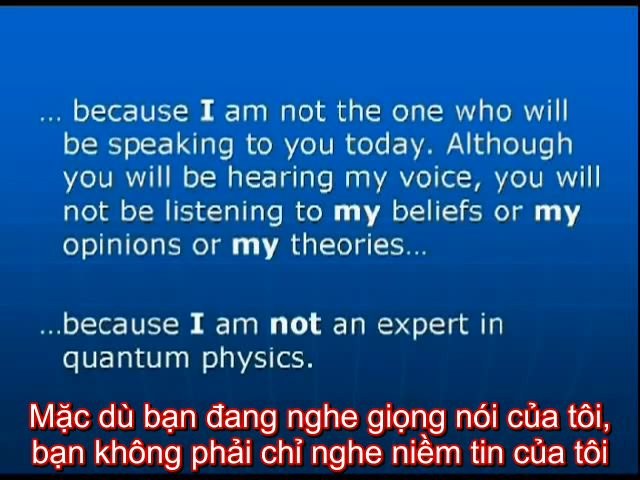 ... because I am not the one who will
be speaking to you today. Although
you will be hearing my voice, you will
not be listening to my beliefs or my
opinions or my theories...
...because I am not an expert in
quantum physics.
Mặc dù bạn đang nghe giọng nói của tôi,
bạn không phải chỉ nghe niềm tin của tôi